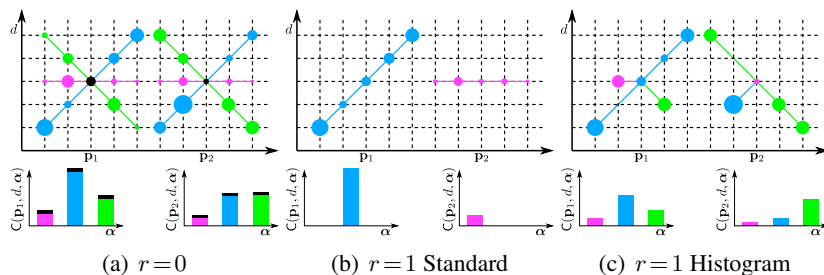 d
d
d
p₁ p₂
p₁ p₂
p₁ p₂
C(p₁, d, α) α
C(p₂, d, α) α
C(p₁, d, α) α
C(p₂, d, α) α
C(p₁, d, α) α
C(p₂, d, α) α
(a) r=0
(b) r=1 Standard
(c) r=1 Histogram